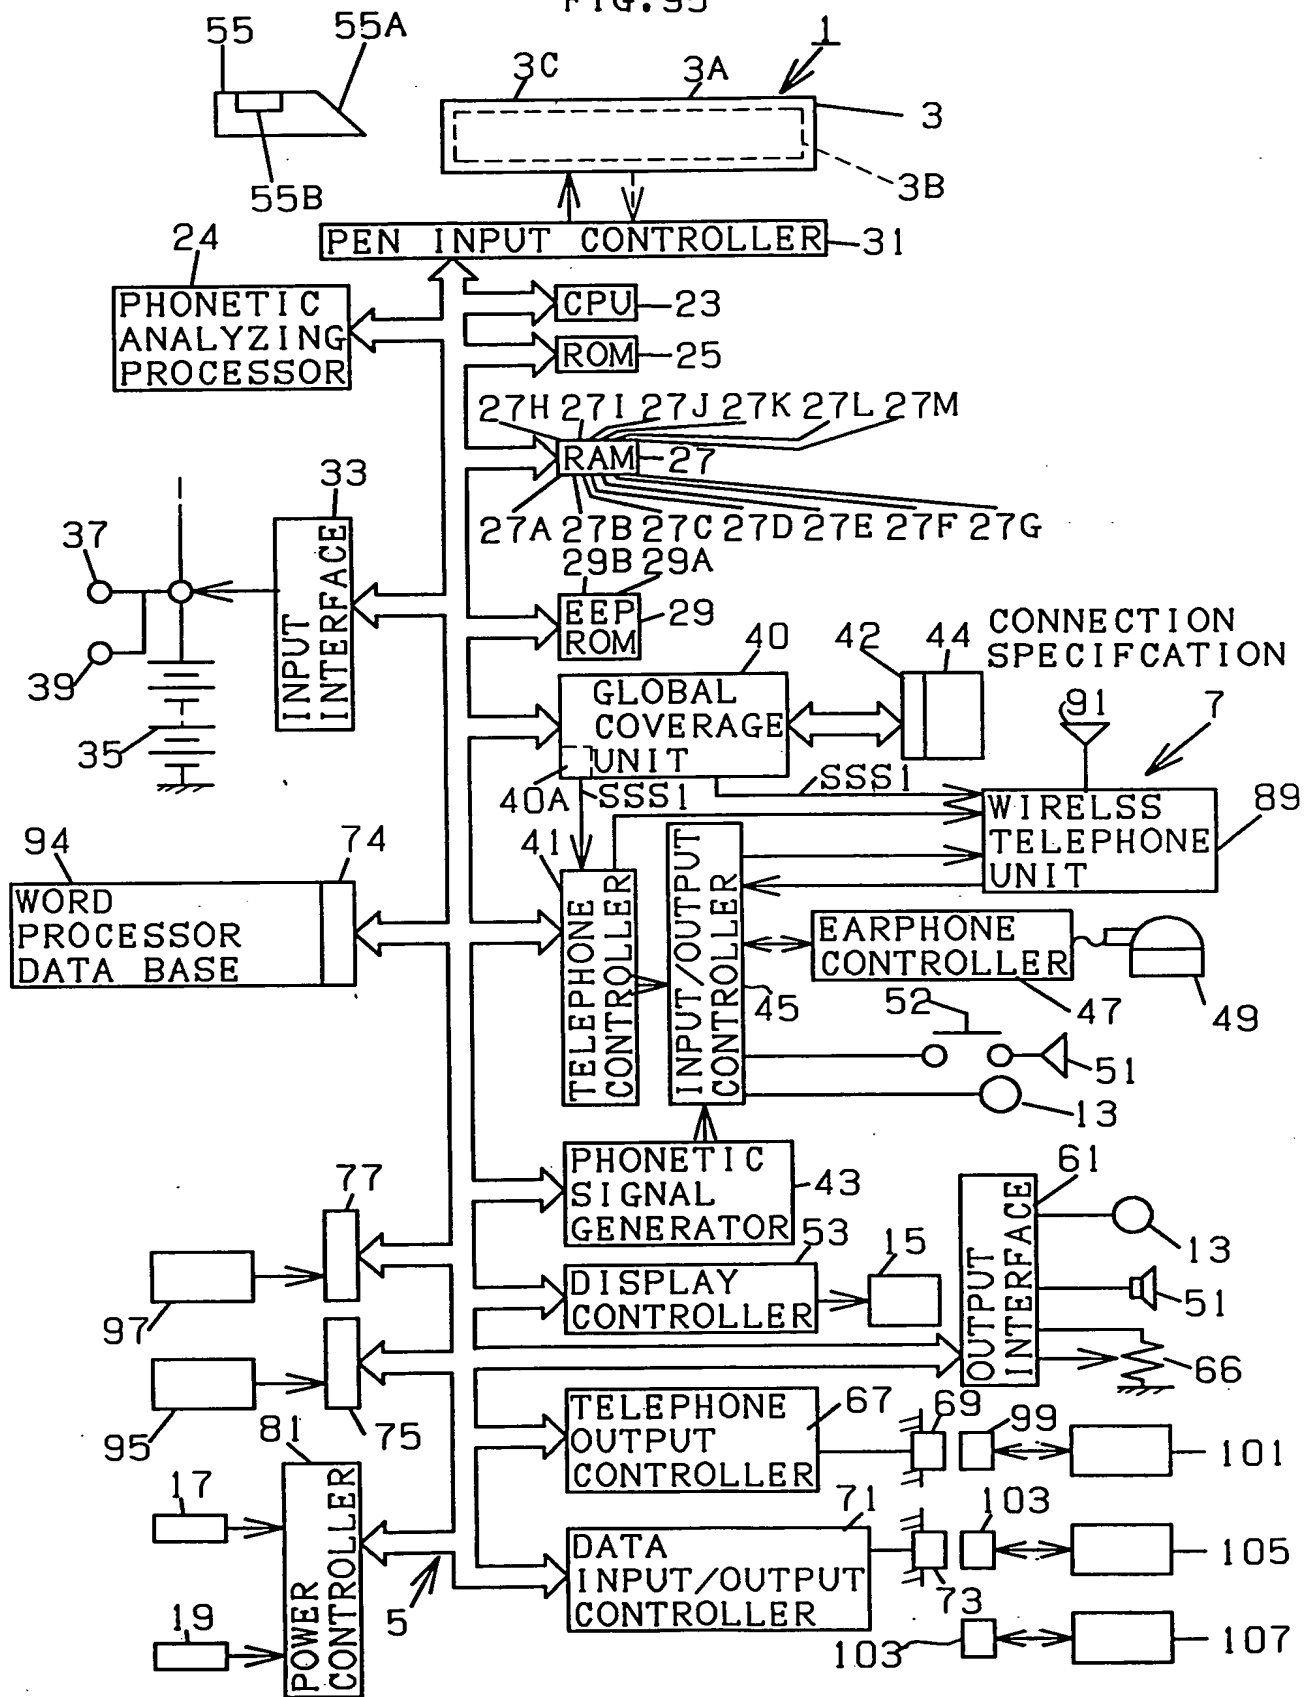 FIG.95
55
55A
55B
1
3C
3A
3
3B
PEN INPUT CONTROLLER
31
24
PHONETIC
ANALYZING
PROCESSOR
CPU
23
ROM
25
27H 27I 27J 27K 27L 27M
RAM
27
27A 27B 27C 27D 27E 27F 27G
33
INPUT
INTERFACE
37
39
35
29B 29A
EEP
ROM
29
40
GLOBAL
COVERAGE
UNIT
40A
SSS1
SSS1
42
44
CONNECTION
SPECIFCATION
91
7
WIRELSS
TELEPHONE
UNIT
89
94
74
WORD
PROCESSOR
DATA BASE
41
TELEPHONE
CONTROLLER
INPUT/OUTPUT
CONTROLLER
45
EARPHONE
CONTROLLER
47
49
52
51
13
PHONETIC
SIGNAL
GENERATOR
43
61
OUTPUT
INTERFACE
13
51
66
77
97
53
DISPLAY
CONTROLLER
15
95
75
TELEPHONE
OUTPUT
CONTROLLER
67
69
99
101
81
POWER
CONTROLLER
17
19
5
71
DATA
INPUT/OUTPUT
CONTROLLER
73
103
105
103
107